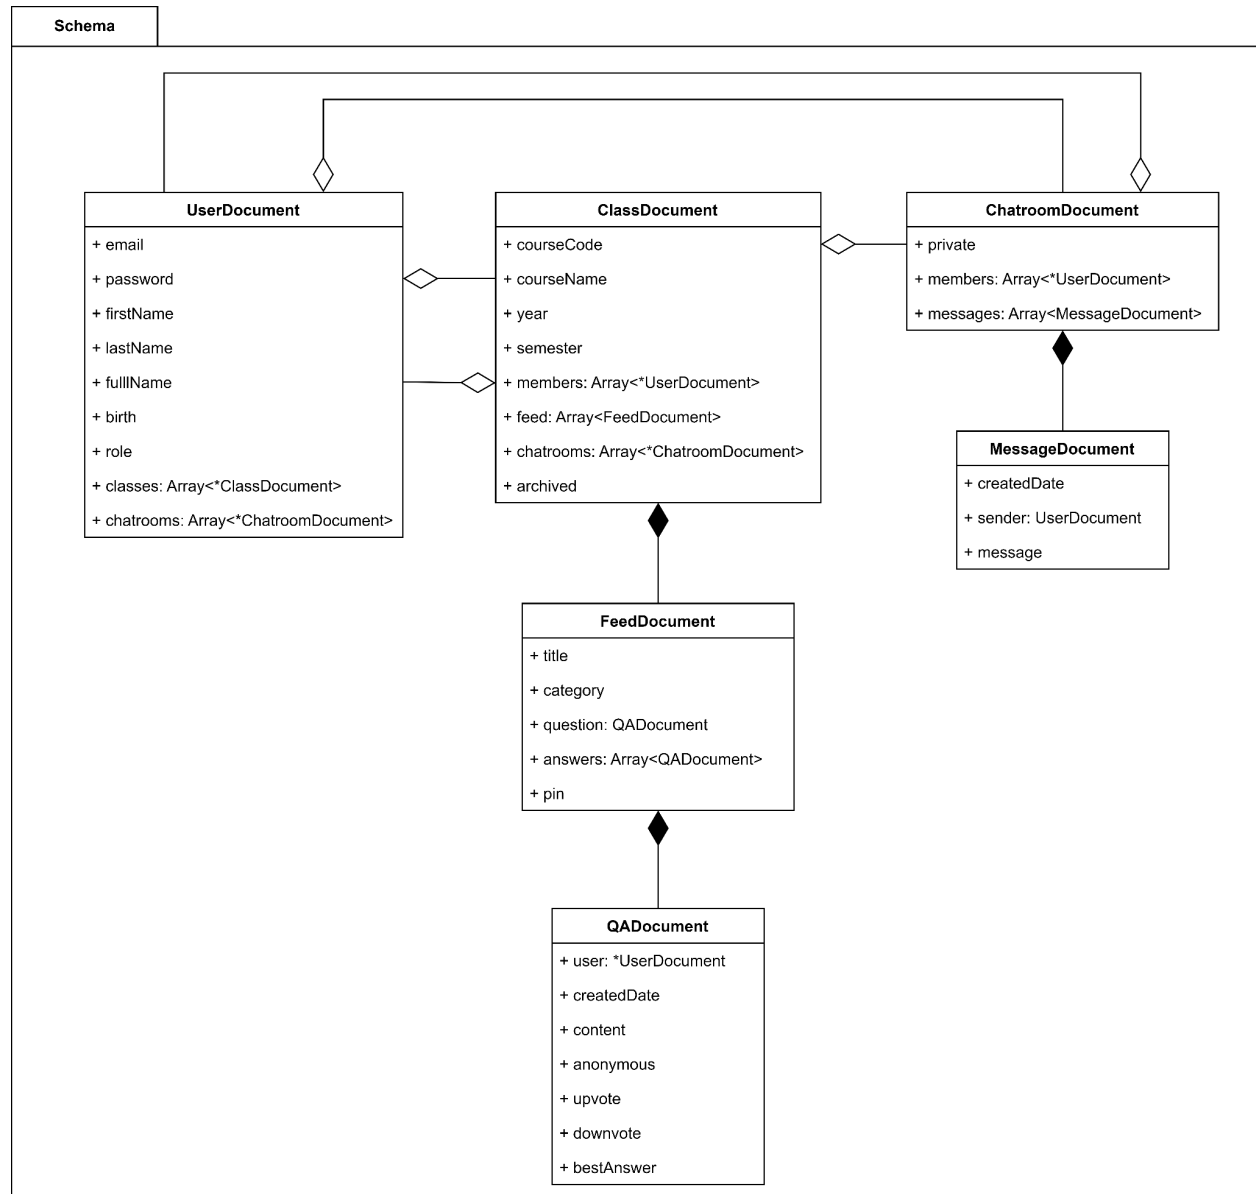 Schema
UserDocument
+ email
+ password
+ firstName
+ lastName
+ fulllName
+ birth
+ role
+ classes: Array<*ClassDocument>
+ chatrooms: Array<*ChatroomDocument>
ClassDocument
+ courseCode
+ courseName
+ year
+ semester
+ members: Array<*UserDocument>
+ feed: Array<FeedDocument>
+ chatrooms: Array<*ChatroomDocument>
+ archived
ChatroomDocument
+ private
+ members: Array<*UserDocument>
+ messages: Array<MessageDocument>
MessageDocument
+ createdDate
+ sender: UserDocument
+ message
FeedDocument
+ title
+ category
+ question: QADocument
+ answers: Array<QADocument>
+ pin
QADocument
+ user: *UserDocument
+ createdDate
+ content
+ anonymous
+ upvote
+ downvote
+ bestAnswer